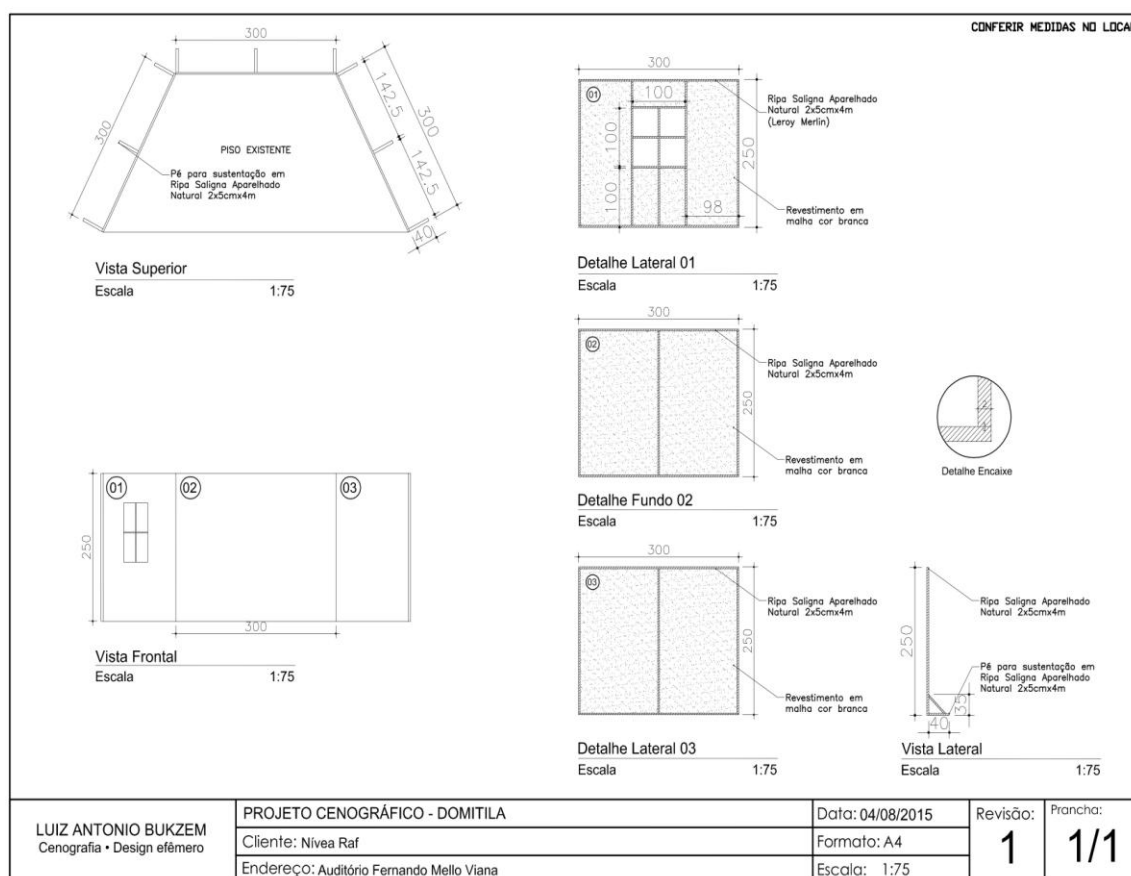 CONFERIR MEDIDAS NO LOCAL
300
300
142.5
142.5
300
40
PISO EXISTENTE
Pé para sustentação em
Ripa Saligna Aparelhado
Natural 2x5cmx4m
Vista Superior
Escala 1:75
300
01
100
100
100
98
250
Ripa Saligna Aparelhado
Natural 2x5cmx4m
(Leroy Merlin)
Revestimento em
malha cor branca
Detalhe Lateral 01
Escala 1:75
300
02
250
Ripa Saligna Aparelhado
Natural 2x5cmx4m
Revestimento em
malha cor branca
Detalhe Fundo 02
Escala 1:75
2
Detalhe Encaixe
01
02
03
250
300
Vista Frontal
Escala 1:75
300
03
250
Ripa Saligna Aparelhado
Natural 2x5cmx4m
Revestimento em
malha cor branca
Detalhe Lateral 03
Escala 1:75
250
Ripa Saligna Aparelhado
Natural 2x5cmx4m
Pé para sustentação em
Ripa Saligna Aparelhado
Natural 2x5cmx4m
35
40
Vista Lateral
Escala 1:75
LUIZ ANTONIO BUKZEM
Cenografia • Design efêmero
PROJETO CENOGRÁFICO - DOMITILA
Cliente: Nívea Raf
Endereço: Auditório Fernando Mello Viana
Data: 04/08/2015
Formato: A4
Escala: 1:75
Revisão:
1
Prancha:
1/1